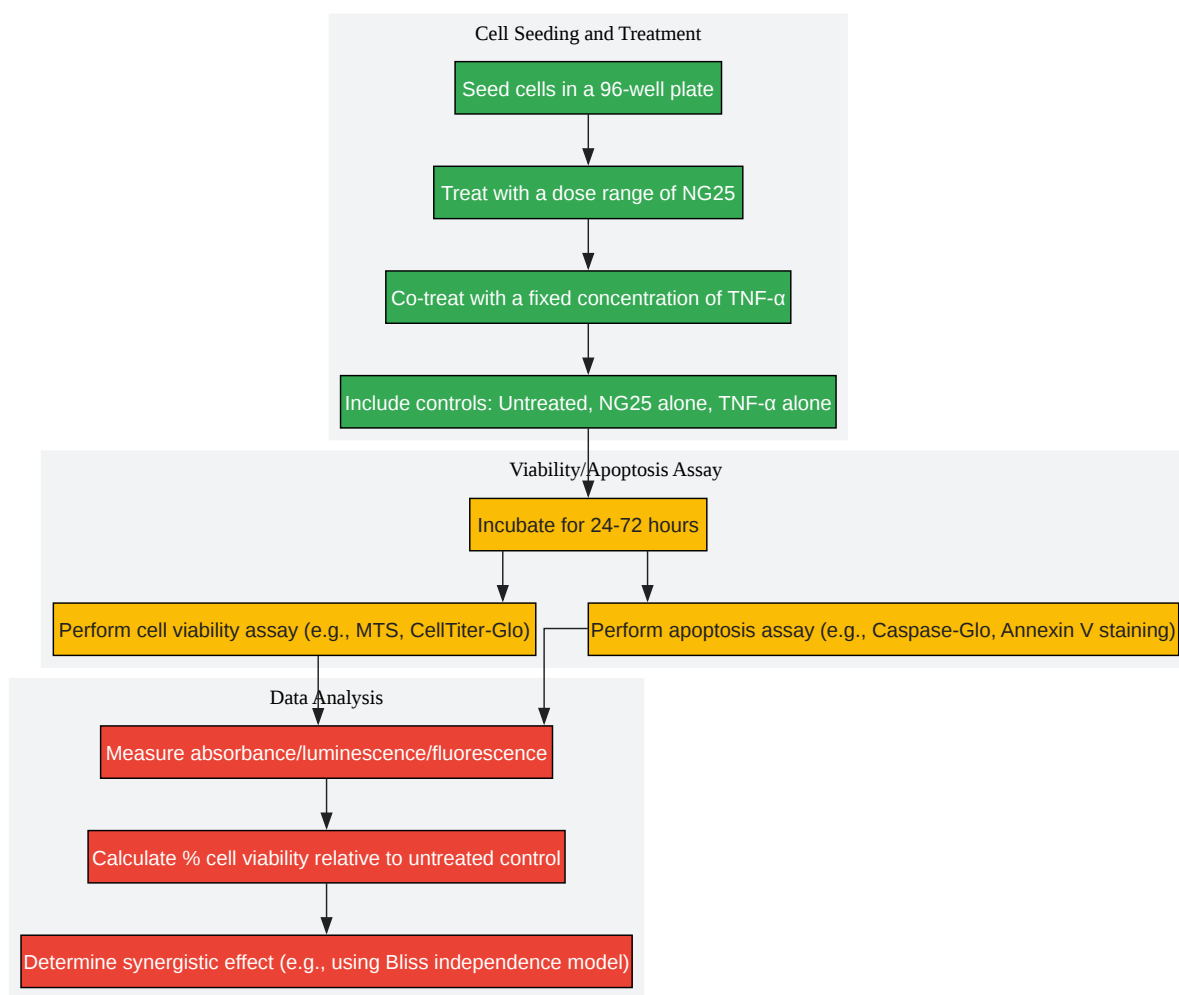 Cell Seeding and Treatment
Seed cells in a 96-well plate
Treat with a dose range of NG25
Co-treat with a fixed concentration of TNF-α
Include controls: Untreated, NG25 alone, TNF-α alone
Viability/Apoptosis Assay
Incubate for 24-72 hours
Perform cell viability assay (e.g., MTS, CellTiter-Glo)
Perform apoptosis assay (e.g., Caspase-Glo, Annexin V staining)
Data Analysis
Measure absorbance/luminescence/fluorescence
Calculate % cell viability relative to untreated control
Determine synergistic effect (e.g., using Bliss independence model)